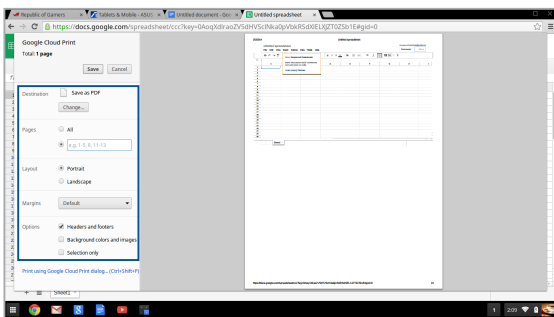 Republic of Gamers
Tablets & Mobile - ASUS
Untitled document - Goo
Untitled spreadsheet
https://docs.google.com/spreadsheet/ccc?key=0AoqXdiraoZV5dHV5clNka0pVbkRSdXlELXJZT0ZSb1E#gid=0
Google Cloud Print
Total: 1 page
Save
Cancel
Destination
Save as PDF
Change...
Pages
All
e.g. 1-5, 8, 11-13
Layout
Portrait
Landscape
Margins
Default
Options
Headers and footers
Background colors and images
Selection only
Print using Google Cloud Print dialog... (Ctrl+Shift+P)
Untitled spreadsheet
Sheet1
1
2:09